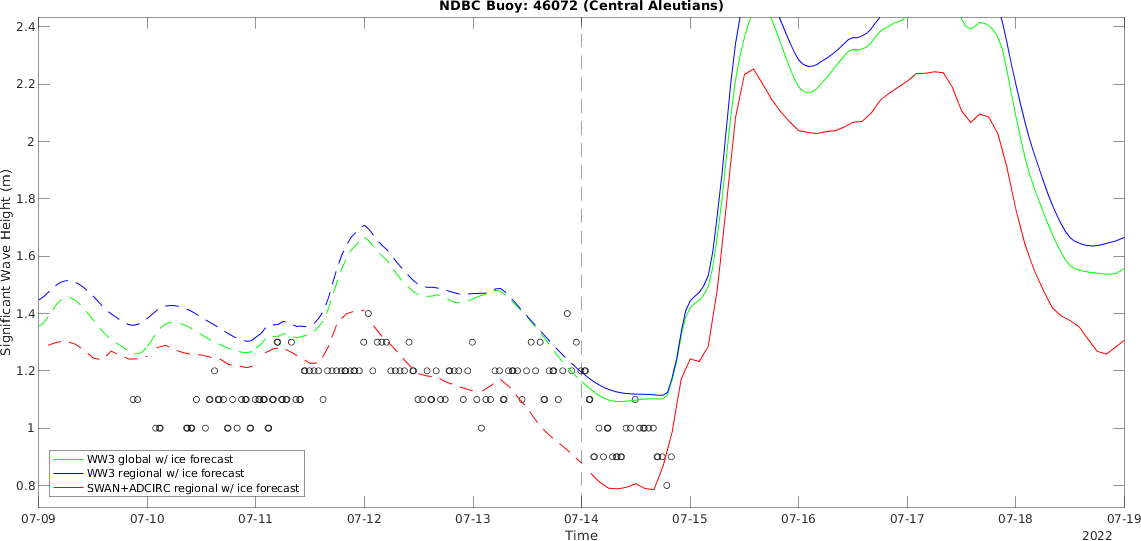 NDBC Buoy: 46072 (Central Aleutians)
Significant Wave Height (m)
2.4
2.2
2
1.8
1.6
1.4
1.2
1
0.8
WW3 global w/ ice forecast
WW3 regional w/ ice forecast
SWAN+ADCIRC regional w/ ice forecast
07-09 07-10 07-11 07-12 07-13 07-14 07-15 07-16 07-17 07-18 07-19
Time
2022